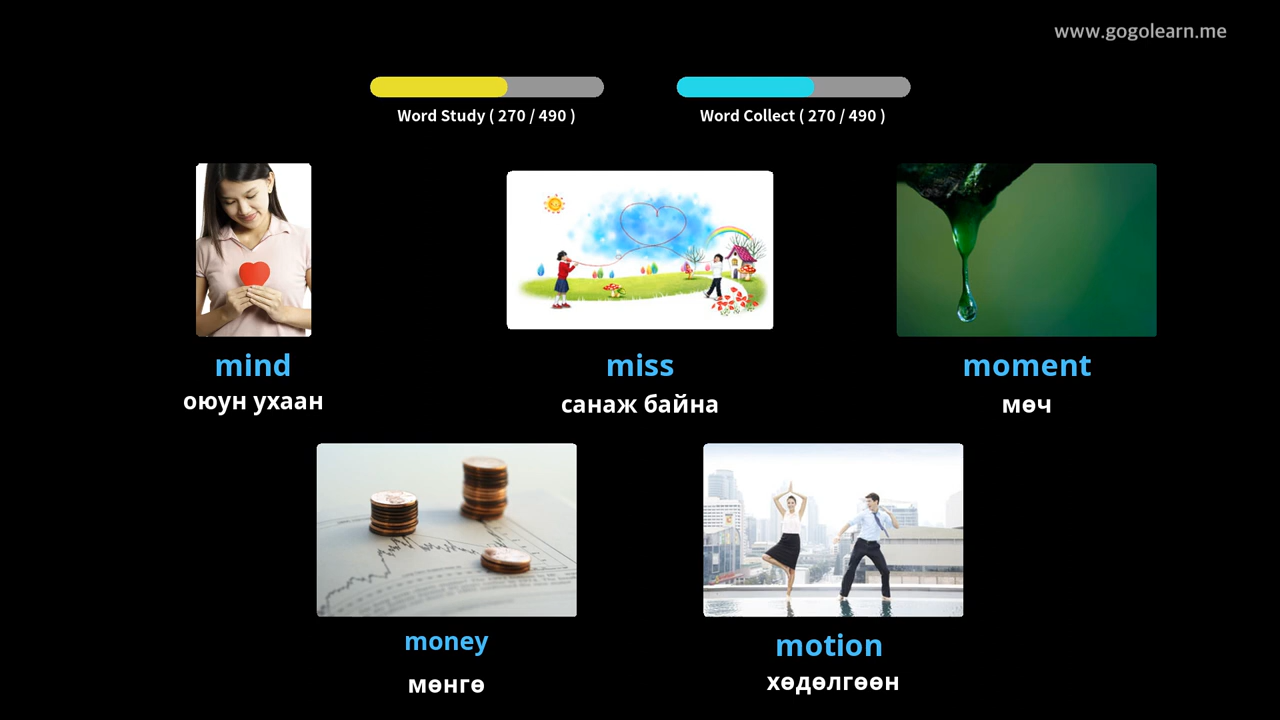 www.gogolearn.me
Word Study ( 270 / 490 )
Word Collect ( 270 / 490 )
mind
оюун ухаан
miss
санаж байна
moment
мөч
money
мөнгө
motion
хөдөлгөөн